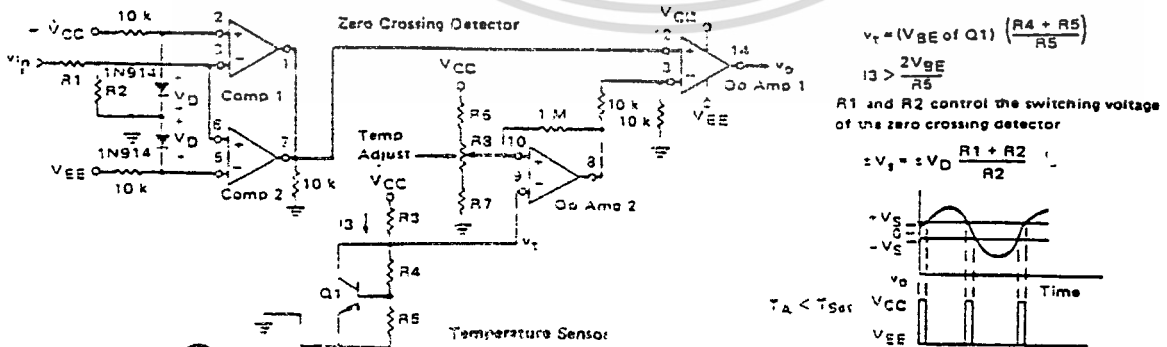 Zero Crossing Detector
10 k
- VCC
2
+
3
−
1
Comp 1
vin
R1
R2
1N914
VD
VD
1N914
VEE
10 k
6
+
5
−
7
Comp 2
10 k
VCC
R6
Temp
Adjust
R7
1 M
10
+
9
−
8
Op Amp 2
VCC
I3
R3
vT
Q1
R4
R5
Temperature Sensor
10 k
10 k
12
+
−
14
vO
Op Amp 1
VEE
vT = (VBE of Q1) (R4 + R5 / R5)
I3 > 2VBE / R5
R1 and R2 control the switching voltage
of the zero crossing detector
± VS = ± VD R1 + R2 / R2
+VS
−VS
vO
Time
TA < TSet
VCC
VEE